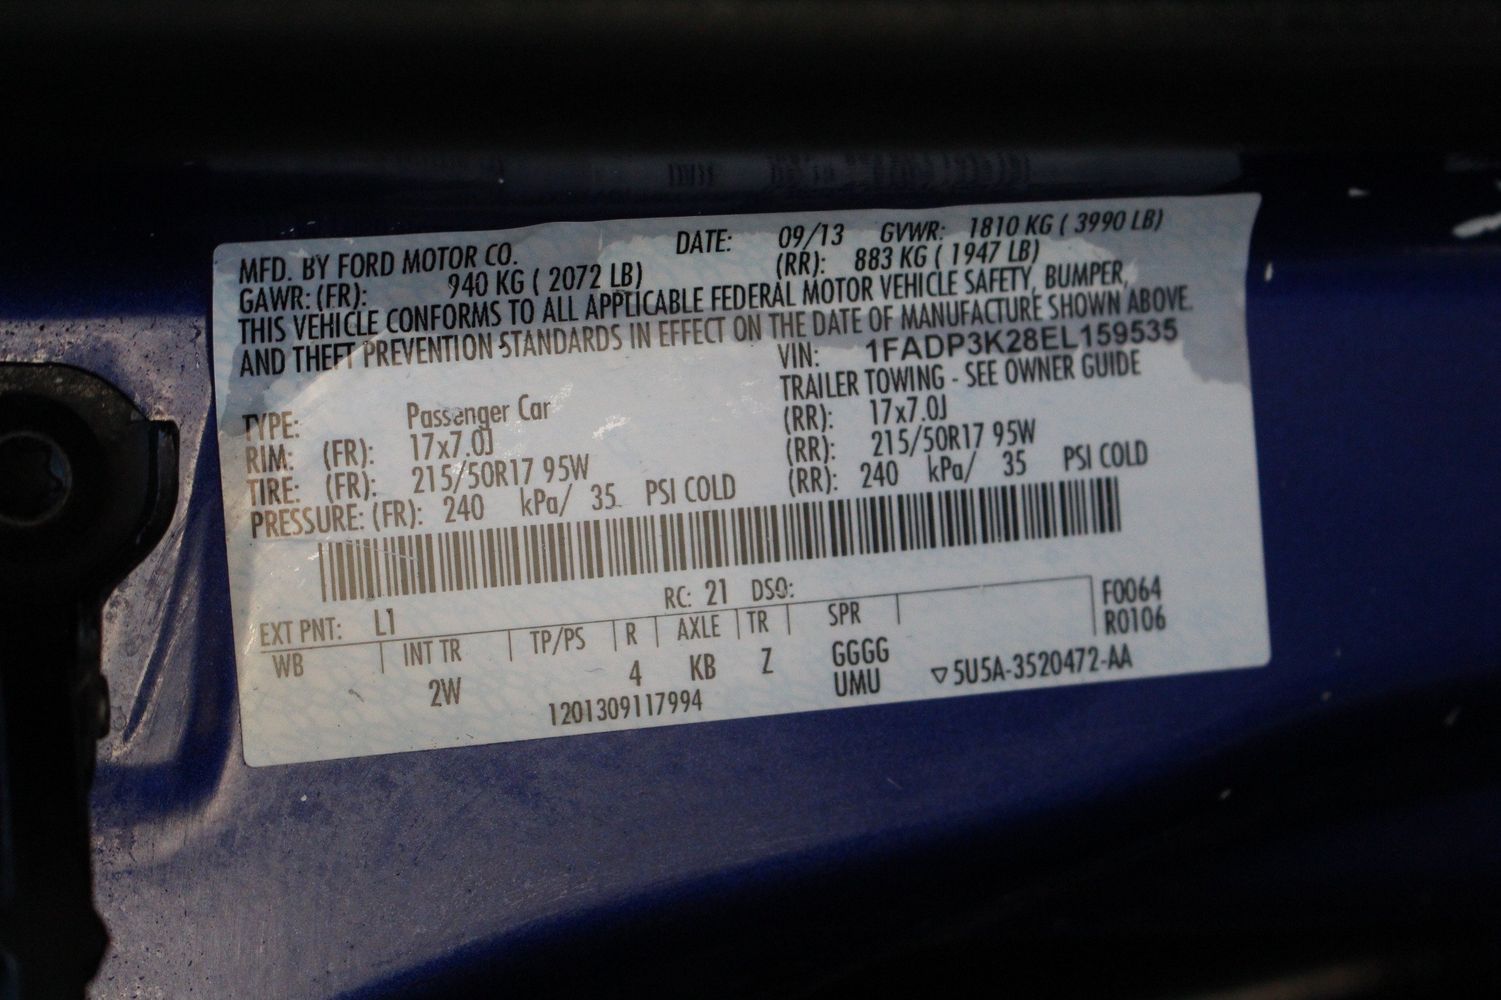 MFD. BY FORD MOTOR CO. DATE: 09/13 GVWR: 1810 KG ( 3990 LB)
GAWR: (FR): 940 KG ( 2072 LB) (RR): 883 KG ( 1947 LB)
THIS VEHICLE CONFORMS TO ALL APPLICABLE FEDERAL MOTOR VEHICLE SAFETY, BUMPER,
AND THEFT PREVENTION STANDARDS IN EFFECT ON THE DATE OF MANUFACTURE SHOWN ABOVE.
VIN: 1FADP3K28EL159535
TYPE: Passenger Car TRAILER TOWING - SEE OWNER GUIDE
RIM: (FR): 17x7.0J (RR): 17x7.0J
TIRE: (FR): 215/50R17 95W (RR): 215/50R17 95W
PRESSURE: (FR): 240 kPa/ 35 PSI COLD (RR): 240 kPa/ 35 PSI COLD
EXT PNT: L1 RC: 21 DSO: F0064
WB INT TR TP/PS R AXLE TR SPR R0106
2W 4 KB Z GGGG
1201309117994 UMU ▽5U5A-3520472-AA